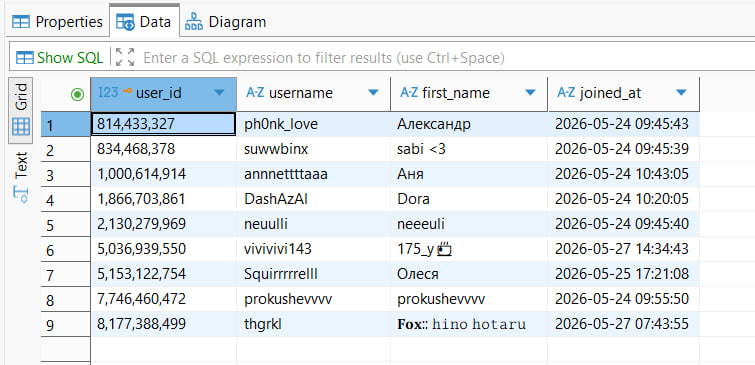 Properties Data Diagram
Show SQL Enter a SQL expression to filter results (use Ctrl+Space)
Grid
Text
123 user_id A-Z username A-Z first_name A-Z joined_at
1 814,433,327 ph0nk_love Александр 2026-05-24 09:45:43
2 834,468,378 suwwbinx sabi <3 2026-05-24 09:45:39
3 1,000,614,914 annnettttaaa Аня 2026-05-24 10:43:05
4 1,866,703,861 DashAzAl Dora 2026-05-24 10:20:05
5 2,130,279,969 neuulli neeeuli 2026-05-24 09:45:40
6 5,036,939,550 vivivivi143 175_y 2026-05-27 14:34:43
7 5,153,122,754 Squirrrrrelll Олеся 2026-05-25 17:21:08
8 7,746,460,472 prokushevvvv prokushevvvv 2026-05-24 09:55:50
9 8,177,388,499 thgrkl 𝐅𝐨𝐱:: 𝚑𝚒𝚗𝚘 𝚑𝚘𝚝𝚊𝚛𝚞 2026-05-27 07:43:55